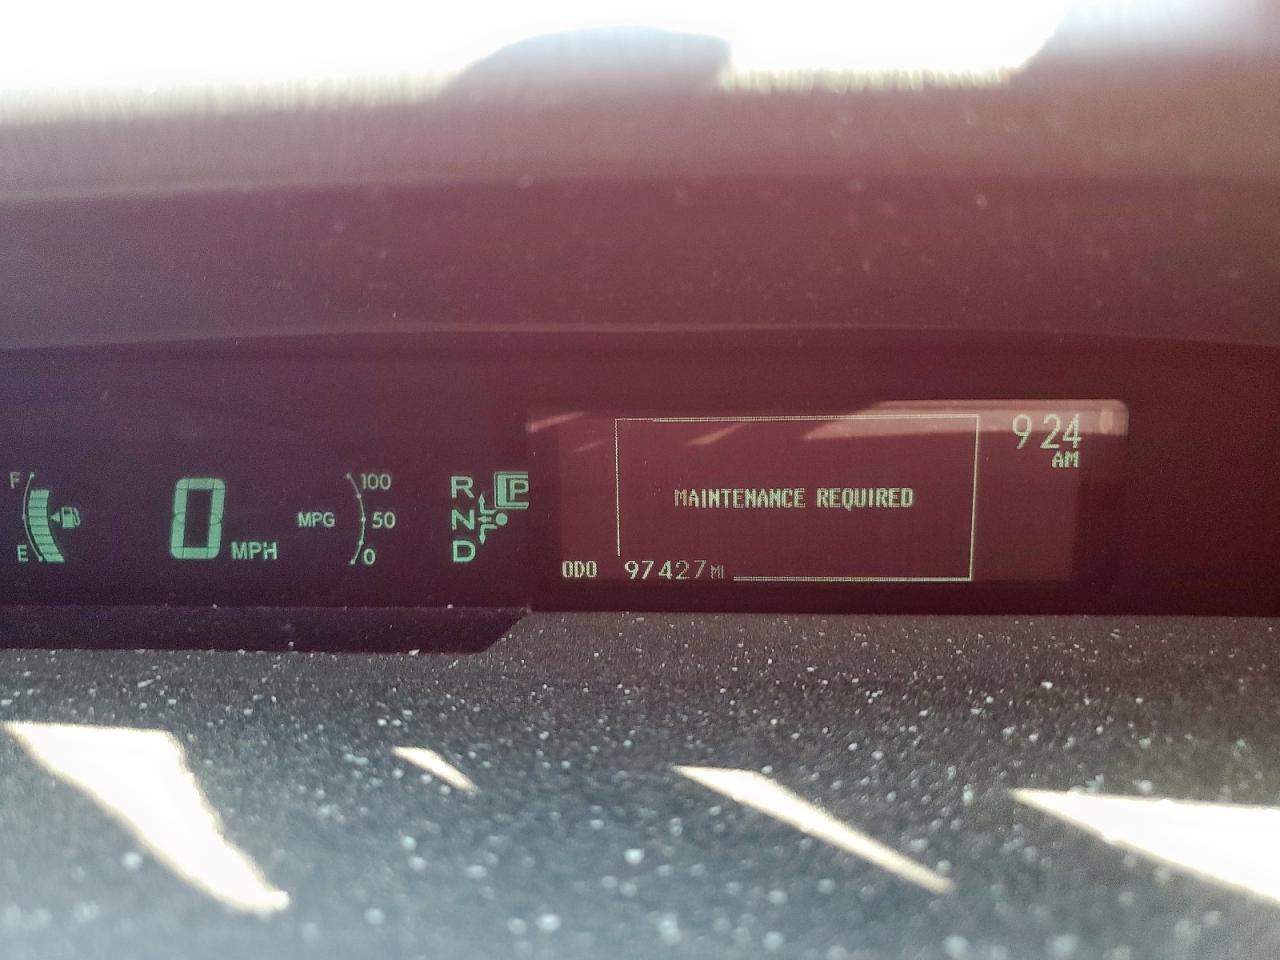 F
E
0 MPH
MPG
100
50
0
R
N
D
P
9 24
AM
MAINTENANCE REQUIRED
ODO 97427 MI